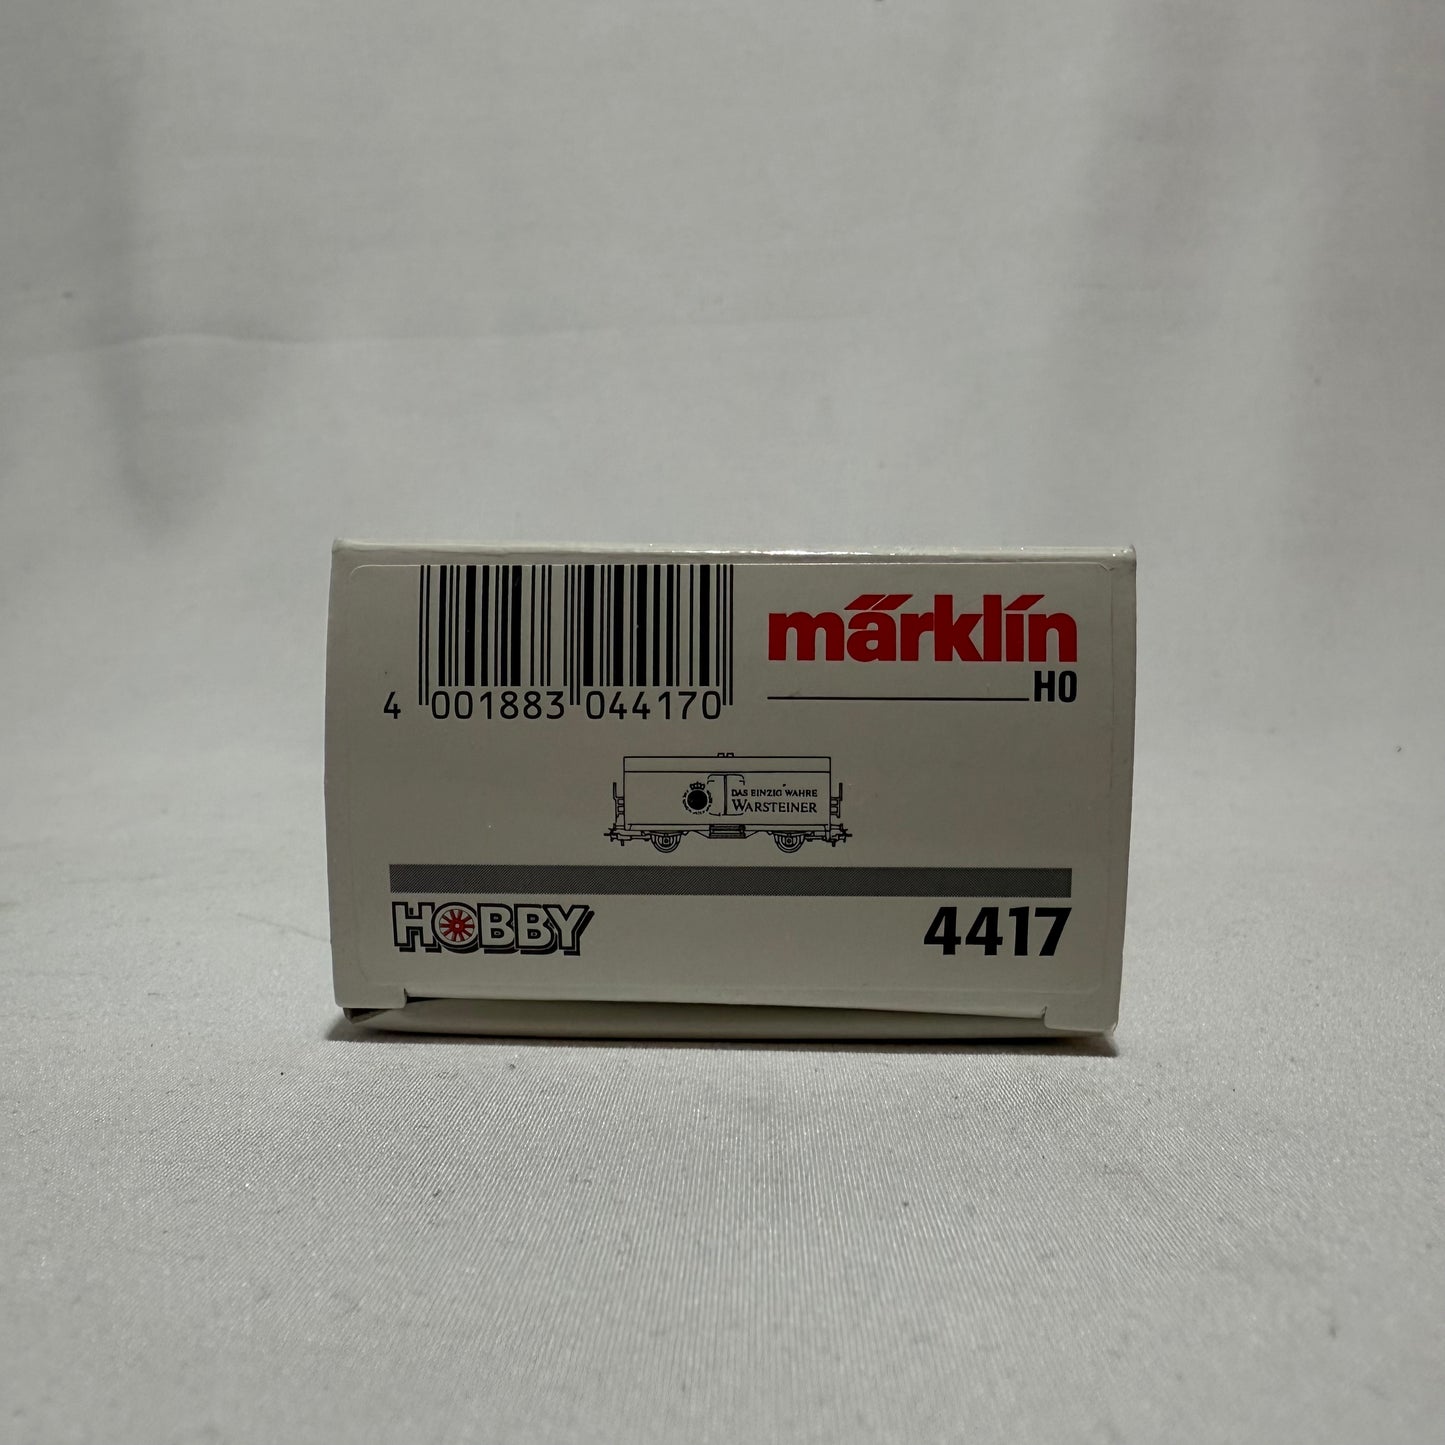 märklin
H0
4 001883 044170
DAS EINZIG WAHRE
WARSTEINER
HOBBY
4417